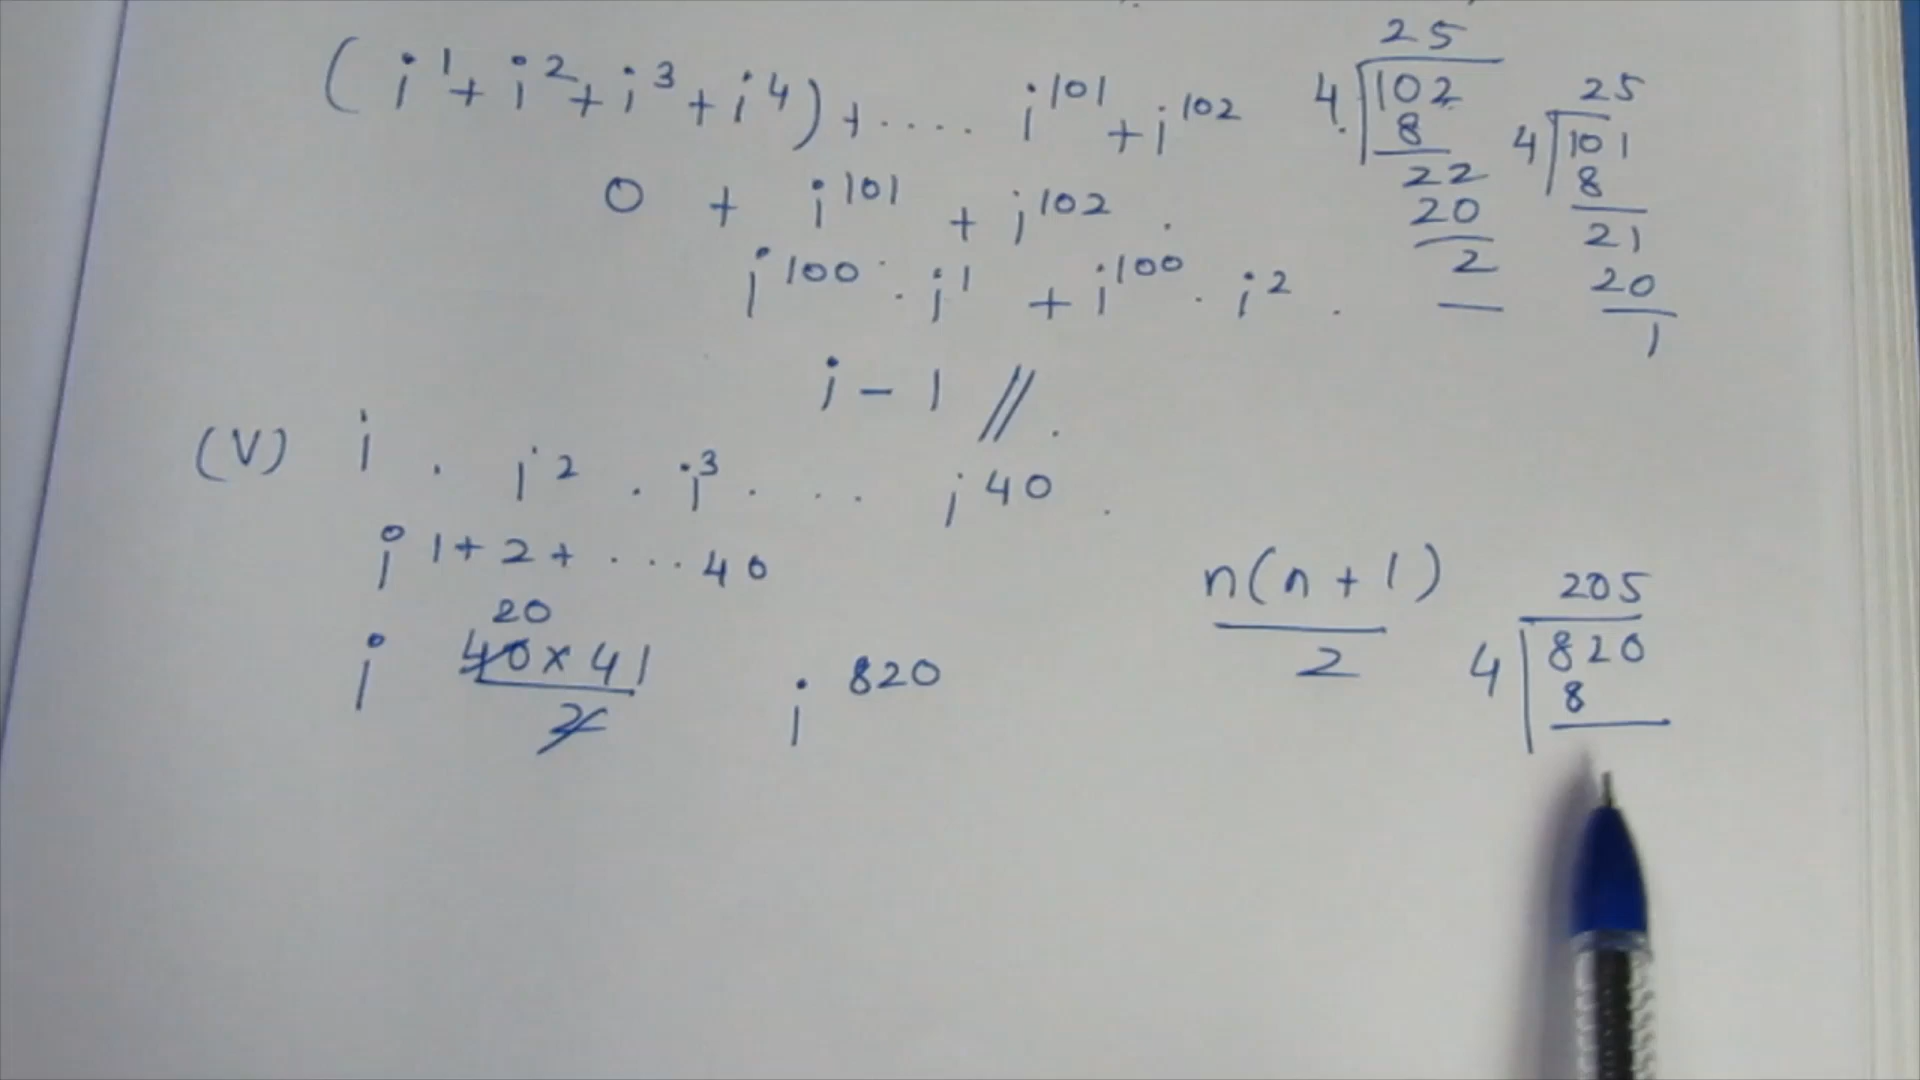 (i¹ + i² + i³ + i⁴) + .... i¹⁰¹ + i¹⁰²
0 + i¹⁰¹ + i¹⁰² .
i¹⁰⁰ . i¹ + i¹⁰⁰ . i² .
i - 1 // .
25
4 102
8
22
20
2
25
4 101
8
21
20
1
(V) i . i² . i³ . .. i⁴⁰ .
i 1+2+ ...40
20
i 40 x 41
2
i⁸²⁰
n(n+1)
2
205
4 820
8